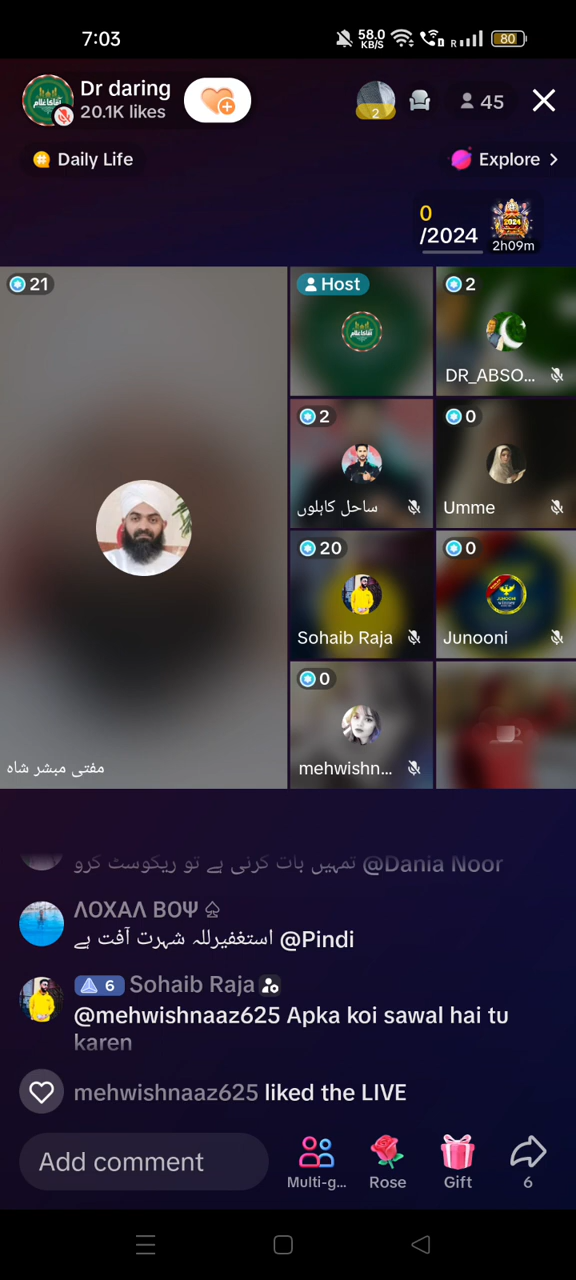 7:03
58.0
KB/S
R
80
Dr daring
20.1K likes
2
45
Daily Life
Explore >
0
/2024
2024
2h09m
21
Host
2
DR_ABSO...
2
ساحل کاہلوں
0
Umme
20
Sohaib Raja
0
Junooni
0
mehwishn...
مفتی مبشر شاہ
تمہیں بات کرنی ہے تو ریکوسٹ کرو @Dania Noor
ΛOXAΛ BOΨ ♤
استغفیرللہ شہرت آفت ہے @Pindi
6 Sohaib Raja
@mehwishnaaz625 Apka koi sawal hai tu
karen
mehwishnaaz625 liked the LIVE
Add comment
Multi-g...
Rose
Gift
6